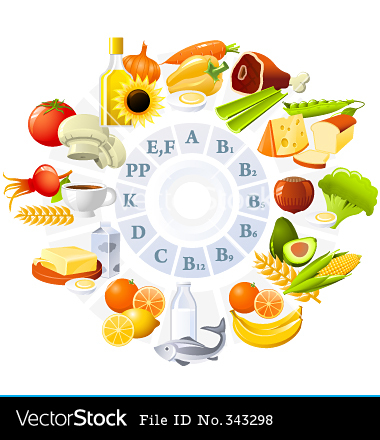 A
B1
B2
B5
B6
B9
B12
C
D
K
PP
E,F
VectorStock File ID No.343298